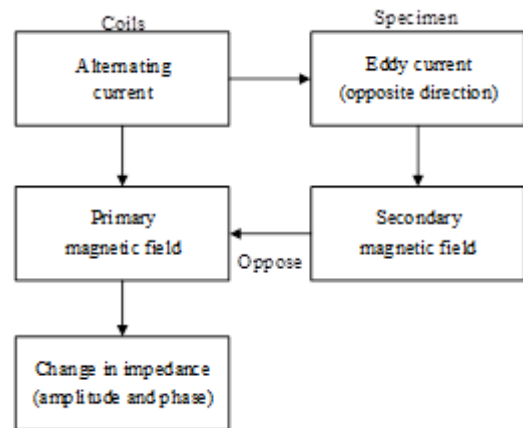 Coils
Specimen
Alternating
current
Eddy current
(opposite direction)
Primary
magnetic field
Oppose
Secondary
magnetic field
Change in impedance
(amplitude and phase)